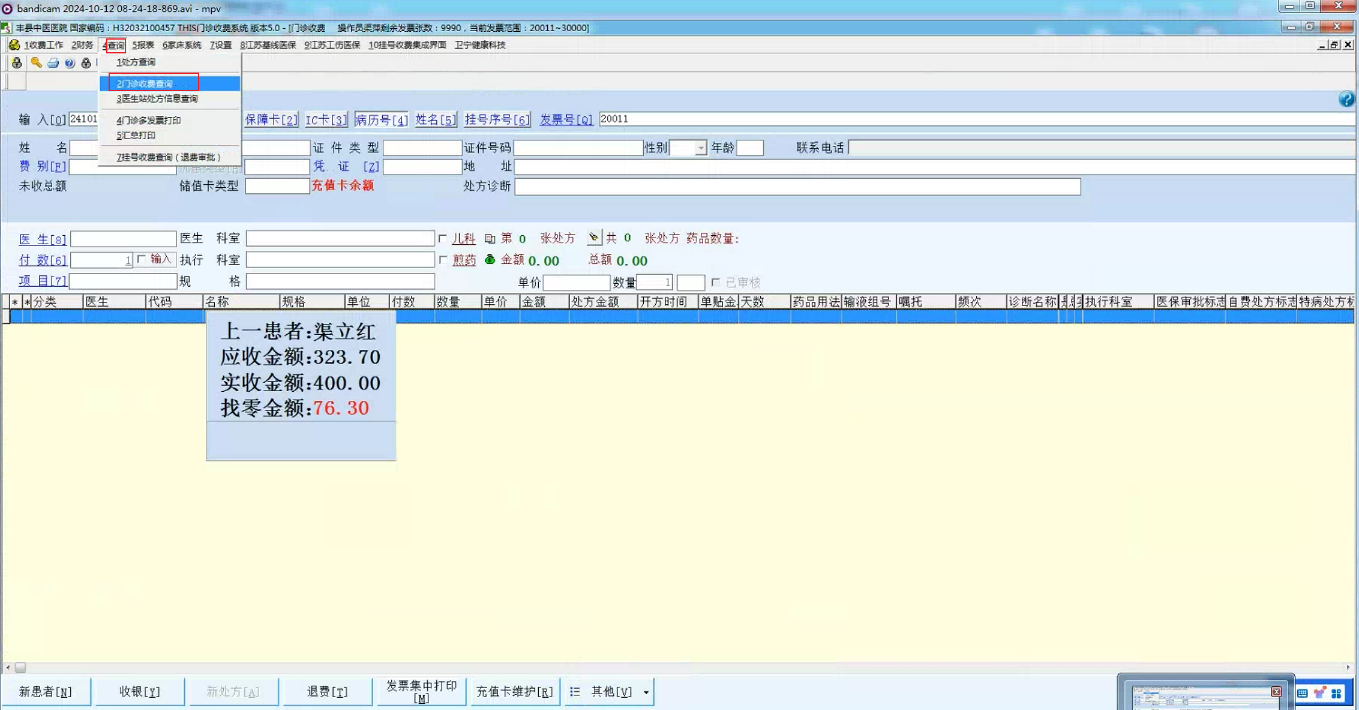 bandicam 2024-10-12 08-24-18-869.avi - mpv
丰县中医医院 国家编码：H32032100457 THIS门诊收费系统 版本5.0 - [门诊收费 操作员渠萍剩余发票张数：9990，当前发票范围：20011~30000]
1收费工作 2财务 4查询 5报表 6家床系统 7设置 8江苏基线医保 9江苏工伤医保 10挂号收费集成界面 卫宁健康科技
1处方查询
2门诊收费查询
3医生站处方信息查询
4门诊多发票打印
5汇总打印
7挂号收费查询（退费审批）
输 入[O] 24101 保障卡[2] IC卡[3] 病历号[4] 姓名[5] 挂号序号[6] 发票号[Q] 20011
姓 名 证 件 类 型 证件号码 性别 年龄 联系电话
费 别[F] 凭 证 [Z] 地 址
未收总额 储值卡类型 充值卡余额 处方诊断
医 生[8] 医生 科室 儿科 第 0 张处方 共 0 张处方 药品数量:
付 数[6] 1 输入 执行 科室 煎药 金额 0.00 总额 0.00
项 目[7] 规 格 单价 数量 1 已审核
* * 分类 医生 代码 名称 规格 单位 付数 数量 单价 金额 处方金额 开方时间 单贴金 天数 药品用法 输液组号 嘱托 频次 诊断名称 执行科室 医保审批标志 自费处方标志 特病处方标
上一患者:渠立红
应收金额:323.70
实收金额:400.00
找零金额:76.30
新患者[N] 收银[Y] 新处方[A] 退费[T] 发票集中打印[M] 充值卡维护[R] 其他[V]